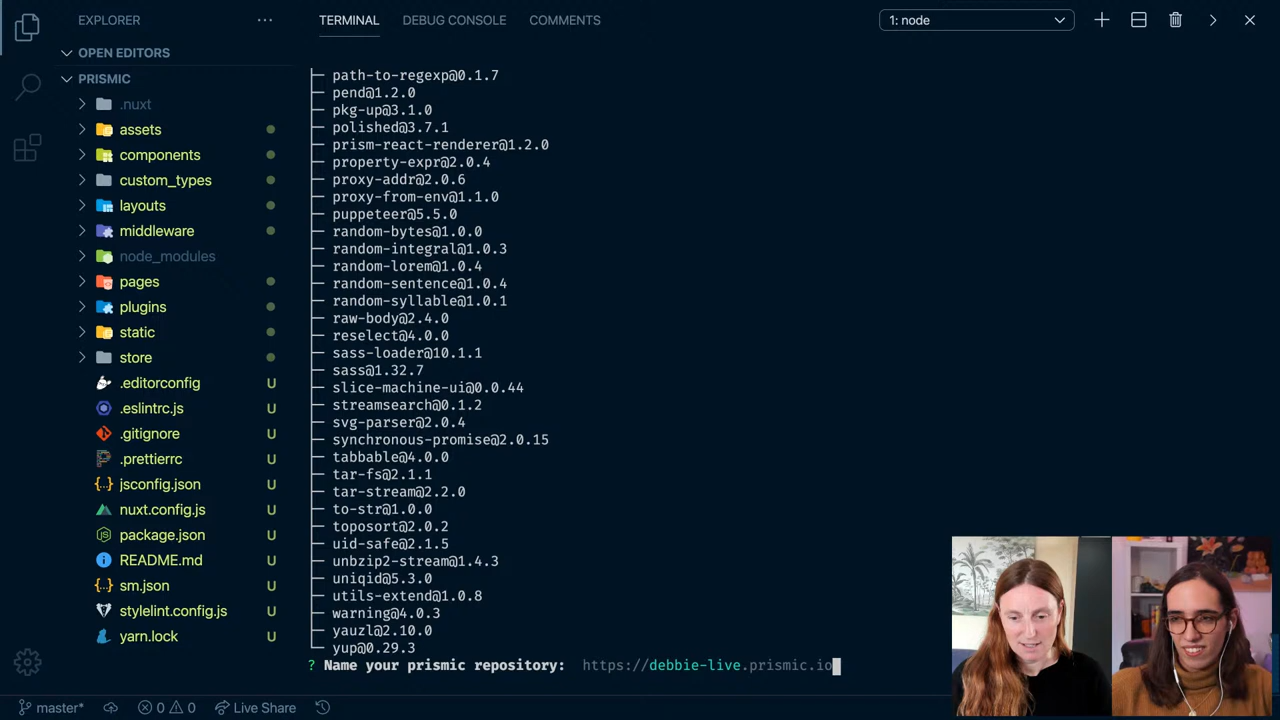 EXPLORER
OPEN EDITORS
PRISMIC
.nuxt
assets
components
custom_types
layouts
middleware
node_modules
pages
plugins
static
store
.editorconfig U
.eslintrc.js U
.gitignore U
.prettierrc U
jsconfig.json U
nuxt.config.js U
package.json U
README.md U
sm.json U
stylelint.config.js U
yarn.lock U
TERMINAL DEBUG CONSOLE COMMENTS 1: node
path-to-regexp@0.1.7
pend@1.2.0
pkg-up@3.1.0
polished@3.7.1
prism-react-renderer@1.2.0
property-expr@2.0.4
proxy-addr@2.0.6
proxy-from-env@1.1.0
puppeteer@5.5.0
random-bytes@1.0.0
random-integral@1.0.3
random-lorem@1.0.4
random-sentence@1.0.4
random-syllable@1.0.1
raw-body@2.4.0
reselect@4.0.0
sass-loader@10.1.1
sass@1.32.7
slice-machine-ui@0.0.44
streamsearch@0.1.2
svg-parser@2.0.4
synchronous-promise@2.0.15
tabbable@4.0.0
tar-fs@2.1.1
tar-stream@2.2.0
to-str@1.0.0
toposort@2.0.2
uid-safe@2.1.5
unbzip2-stream@1.4.3
uniqid@5.3.0
utils-extend@1.0.8
warning@4.0.3
yauzl@2.10.0
yup@0.29.3
? Name your prismic repository: https://debbie-live.prismic.io
master* 0 0 Live Share